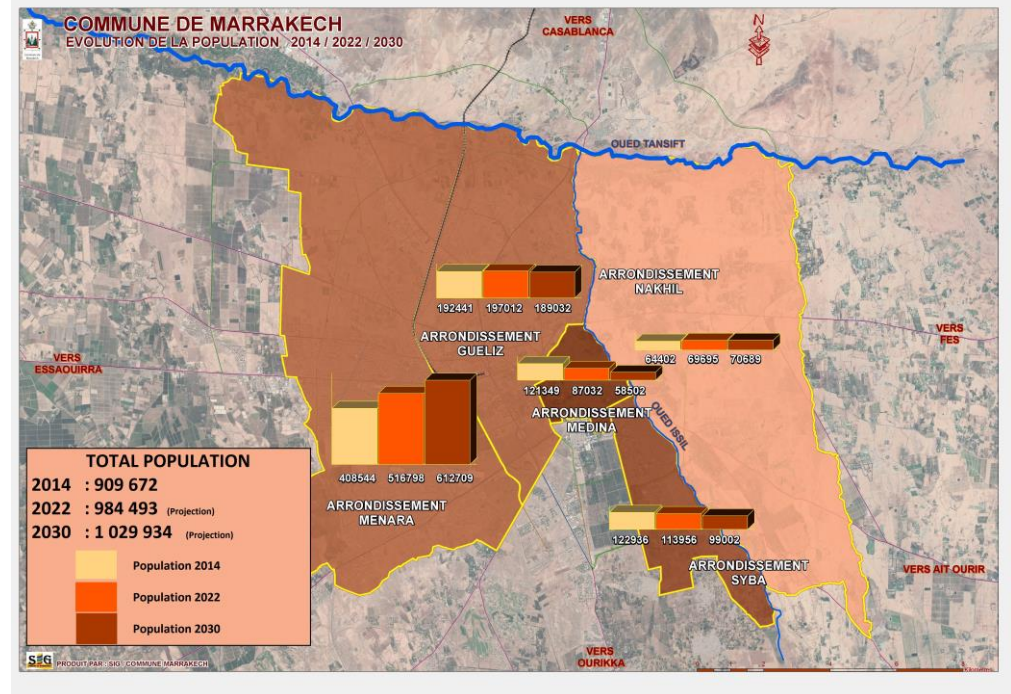 COMMUNE DE MARRAKECH
EVOLUTION DE LA POPULATION 2014 / 2022 / 2030
VERS
CASABLANCA
N
OUED TANSIFT
ARRONDISSEMENT
NAKHIL
192441 197012 189032
ARRONDISSEMENT
GUELIZ
VERS
FES
64402 69695 70689
VERS
ESSAOUIRRA
121349 87032 58502
ARRONDISSEMENT
MEDINA
OUED ISSIL
408544 516798 612709
ARRONDISSEMENT
MENARA
TOTAL POPULATION
2014 : 909 672
2022 : 984 493 (Projection)
2030 : 1 029 934 (Projection)
Population 2014
Population 2022
Population 2030
122936 113956 99002
ARRONDISSEMENT
SYBA
VERS AIT OURIR
VERS
OURIKKA
SIG PRODUIT PAR : SIG COMMUNE MARRAKECH